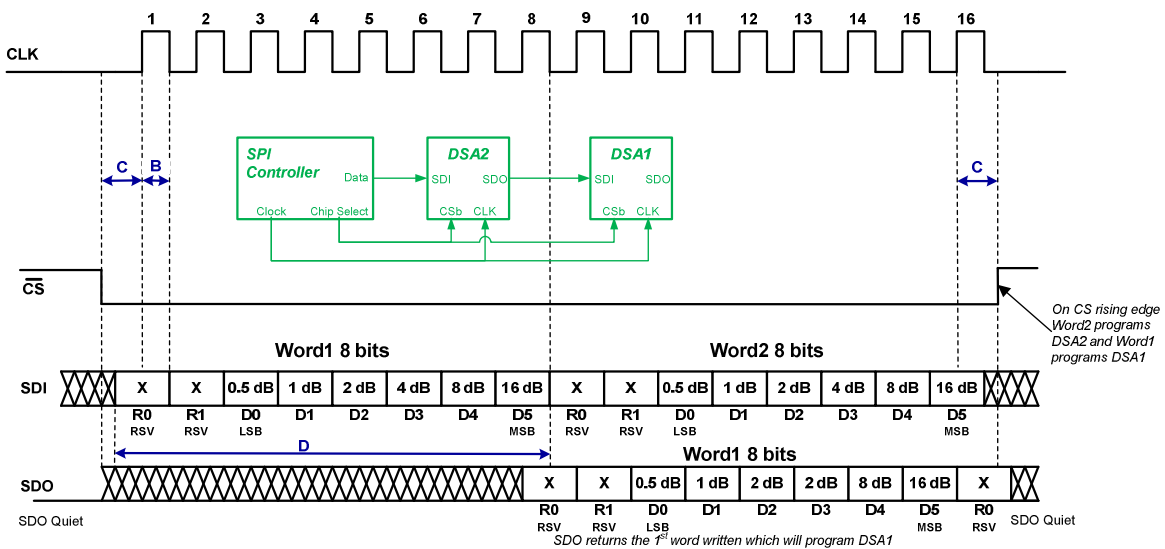 1 2 3 4 5 6 7 8 9 10 11 12 13 14 15 16
CLK
SPI Controller
Data
Clock
Chip Select
DSA2
SDI
SDO
CSb
CLK
DSA1
SDI
SDO
CSb
CLK
C
B
C
CS
On CS rising edge
Word2 programs
DSA2 and Word1
programs DSA1
Word1 8 bits
Word2 8 bits
SDI
X X 0.5 dB 1 dB 2 dB 4 dB 8 dB 16 dB X X 0.5 dB 1 dB 2 dB 4 dB 8 dB 16 dB
R0 R1 D0 D1 D2 D3 D4 D5 R0 R1 D0 D1 D2 D3 D4 D5
RSV RSV LSB MSB RSV RSV LSB MSB
D
Word1 8 bits
SDO
X X 0.5 dB 1 dB 2 dB 2 dB 8 dB 16 dB X
R0 R1 D0 D1 D2 D3 D4 D5 R0
RSV RSV LSB MSB RSV
SDO Quiet
SDO Quiet
SDO returns the 1st word written which will program DSA1